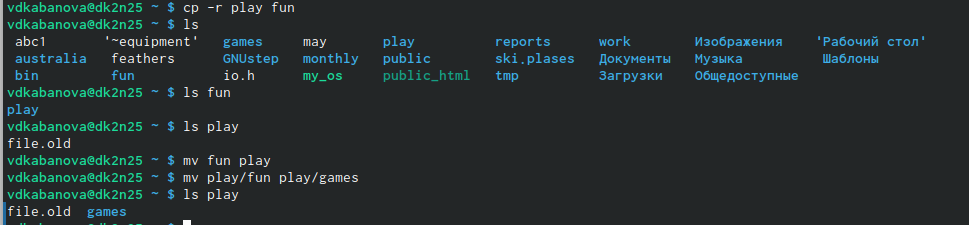 vdkabanova@dk2n25 ~ $ cp -r play fun
vdkabanova@dk2n25 ~ $ ls
abc1 '~equipment' games may play reports work Изображения 'Рабочий стол'
australia feathers GNUstep monthly public ski.plases Документы Музыка Шаблоны
bin fun io.h my_os public_html tmp Загрузки Общедоступные
vdkabanova@dk2n25 ~ $ ls fun
play
vdkabanova@dk2n25 ~ $ ls play
file.old
vdkabanova@dk2n25 ~ $ mv fun play
vdkabanova@dk2n25 ~ $ mv play/fun play/games
vdkabanova@dk2n25 ~ $ ls play
file.old games